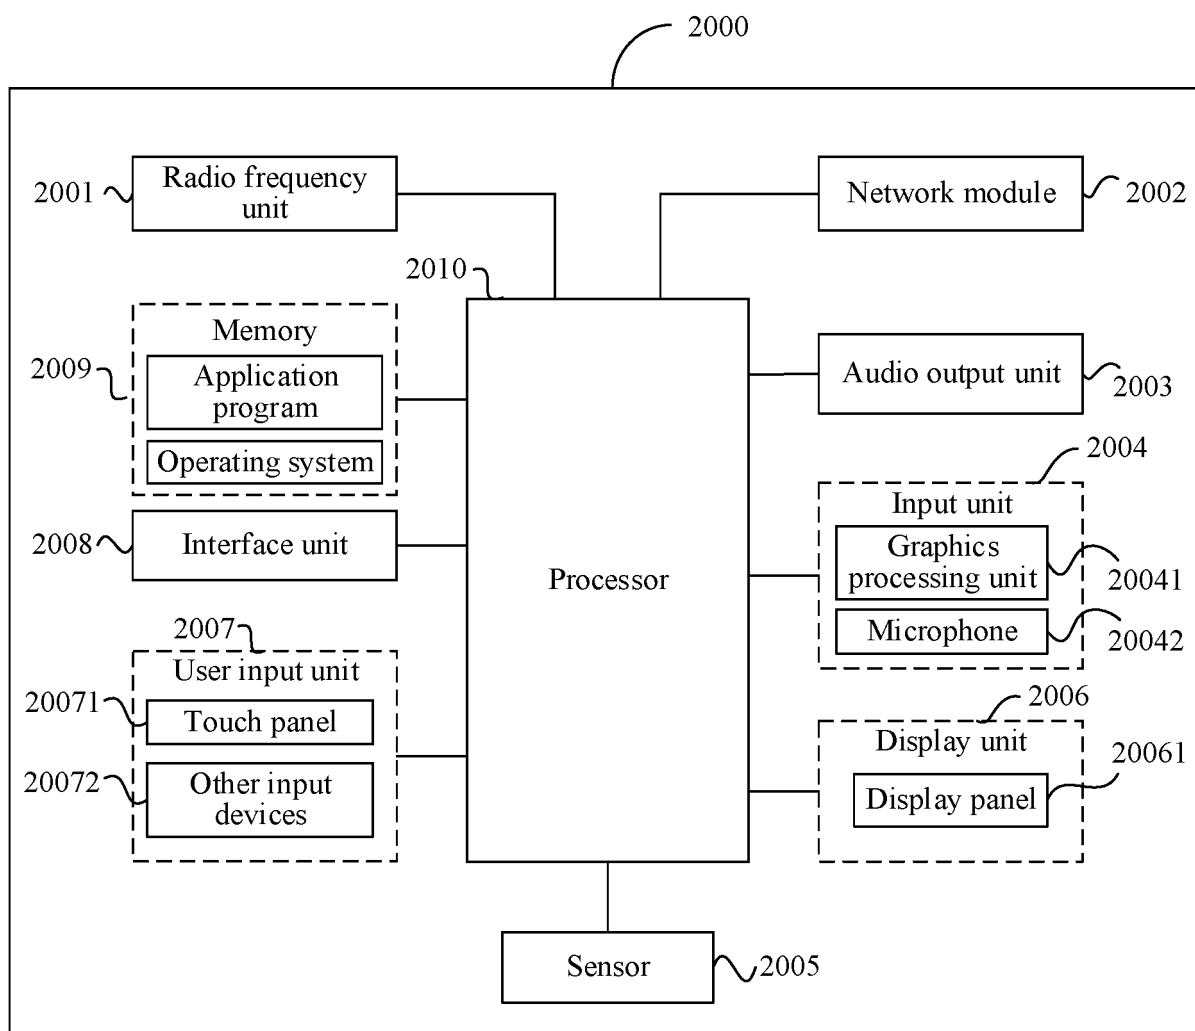 2000
2001
Radio frequency
unit
Network module
2002
2010
2009
Memory
Application
program
Operating system
Audio output unit
2003
2004
Input unit
Graphics
processing unit
20041
Microphone
20042
2008
Interface unit
Processor
2007
User input unit
20071
Touch panel
20072
Other input
devices
2006
Display unit
20061
Display panel
Sensor
2005